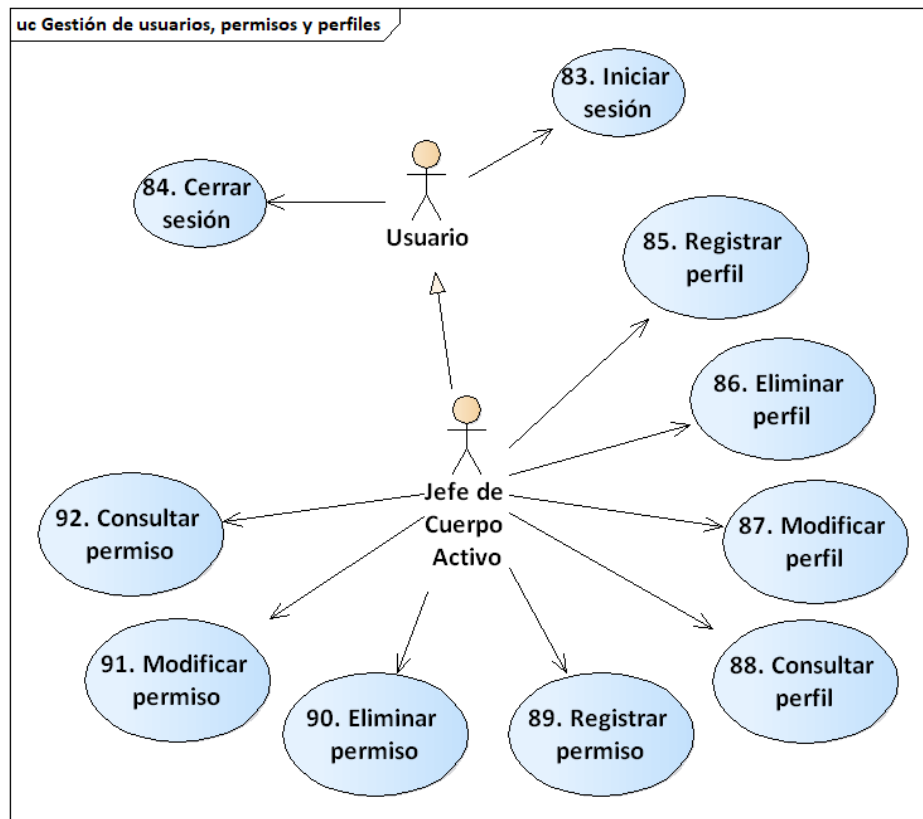 uc Gestión de usuarios, permisos y perfiles
83. Iniciar
sesión
84. Cerrar
sesión
Usuario
85. Registrar
perfil
86. Eliminar
perfil
Jefe de
Cuerpo
Activo
92. Consultar
permiso
87. Modificar
perfil
91. Modificar
permiso
88. Consultar
perfil
90. Eliminar
permiso
89. Registrar
permiso